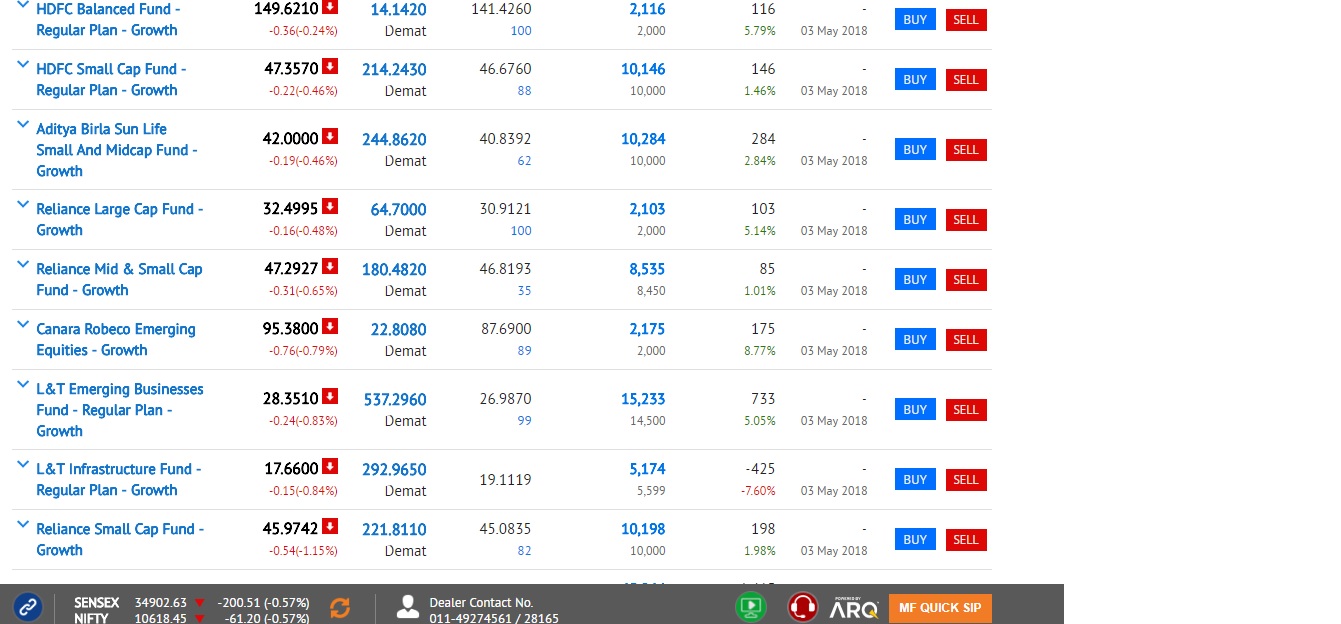 HDFC Balanced Fund - 149.6210 14.1420 141.4260 2,116 116 -
Regular Plan - Growth -0.36(-0.24%) Demat 100 2,000 5.79% 03 May 2018 BUY SELL
HDFC Small Cap Fund - 47.3570 214.2430 46.6760 10,146 146 -
Regular Plan - Growth -0.22(-0.46%) Demat 88 10,000 1.46% 03 May 2018 BUY SELL
Aditya Birla Sun Life
Small And Midcap Fund - 42.0000 244.8620 40.8392 10,284 284 -
Growth -0.19(-0.46%) Demat 62 10,000 2.84% 03 May 2018 BUY SELL
Reliance Large Cap Fund - 32.4995 64.7000 30.9121 2,103 103 -
Growth -0.16(-0.48%) Demat 100 2,000 5.14% 03 May 2018 BUY SELL
Reliance Mid & Small Cap 47.2927 180.4820 46.8193 8,535 85 -
Fund - Growth -0.31(-0.65%) Demat 35 8,450 1.01% 03 May 2018 BUY SELL
Canara Robeco Emerging 95.3800 22.8080 87.6900 2,175 175 -
Equities - Growth -0.76(-0.79%) Demat 89 2,000 8.77% 03 May 2018 BUY SELL
L&T Emerging Businesses
Fund - Regular Plan - 28.3510 537.2960 26.9870 15,233 733 -
Growth -0.24(-0.83%) Demat 99 14,500 5.05% 03 May 2018 BUY SELL
L&T Infrastructure Fund - 17.6600 292.9650 19.1119 5,174 -425 -
Regular Plan - Growth -0.15(-0.84%) Demat 5,599 -7.60% 03 May 2018 BUY SELL
Reliance Small Cap Fund - 45.9742 221.8110 45.0835 10,198 198 -
Growth -0.54(-1.15%) Demat 82 10,000 1.98% 03 May 2018 BUY SELL
SENSEX 34902.63 -200.51 (-0.57%) Dealer Contact No. POWERED BY ARQ MF QUICK SIP
NIFTY 10618.45 -61.20 (-0.57%) 011-49274561 / 28165